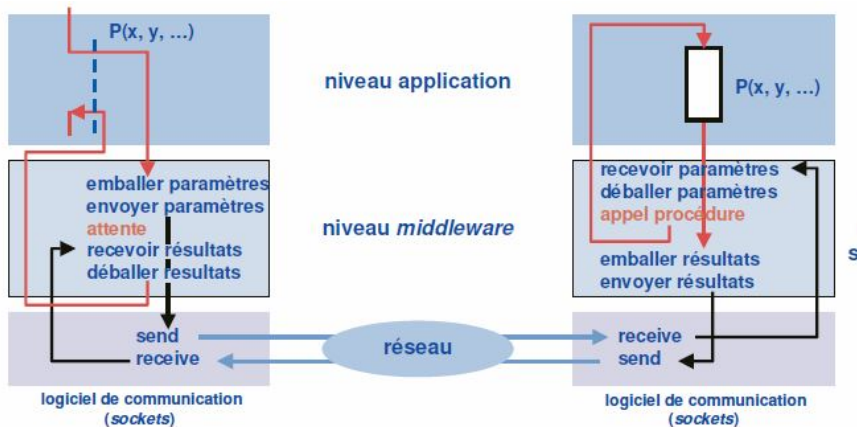 P(x, y, ...)
niveau application
P(x, y, ...)
emballer paramètres
envoyer paramètres
attente
recevoir résultats
déballer resultats
niveau middleware
recevoir paramètres
déballer paramètres
appel procédure
emballer résultats
envoyer résultats
s
send
receive
réseau
receive
send
logiciel de communication
(sockets)
logiciel de communication
(sockets)